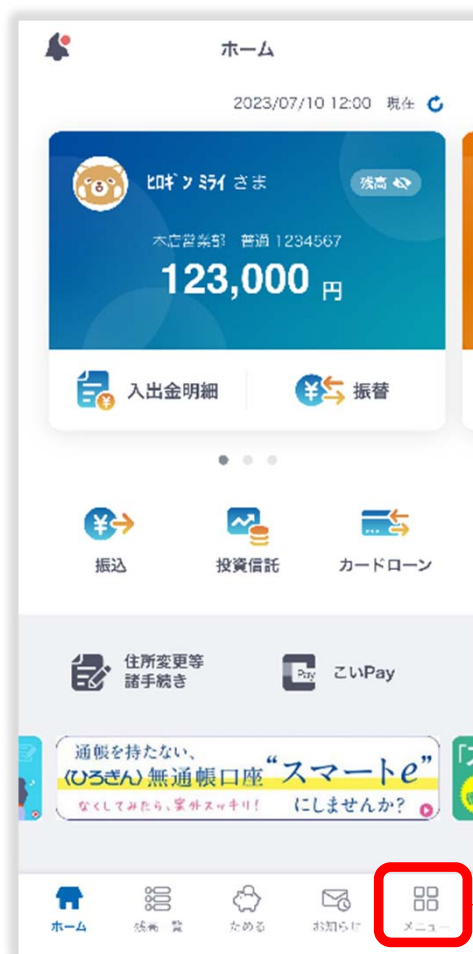 ホーム
2023/07/10 12:00 現在
ﾋﾛｷﾞﾝ ﾐﾗｲ さま
残高
本店営業部 普通 1234567
123,000 円
入出金明細
振替
振込
投資信託
カードローン
住所変更等
諸手続き
Pay
こいPay
通帳を持たない、
〈ひろぎん〉無通帳口座“スマートe”
なくしてみたら、案外スッキリ!
にしませんか?
「ス
ホーム
残高一覧
ためる
お知らせ
メニュー